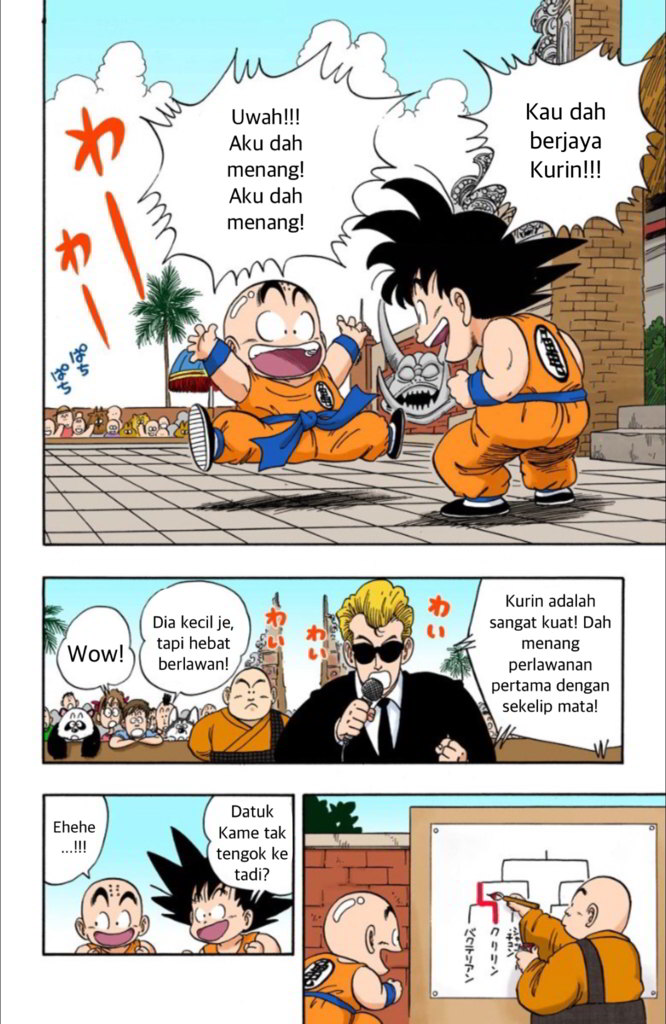 Uwah!!!
Aku dah
menang!
Aku dah
menang!
Kau dah
berjaya
Kurin!!!
わーー
わーー
ぱち
ぱち
Wow!
Dia kecil je,
tapi hebat
berlawan!
わい
わい
わい
Kurin adalah
sangat kuat! Dah
menang
perlawanan
pertama dengan
sekelip mata!
Ehehe
...!!!
Datuk
Kame tak
tengok ke
tadi?
バクテリアン
クリリン